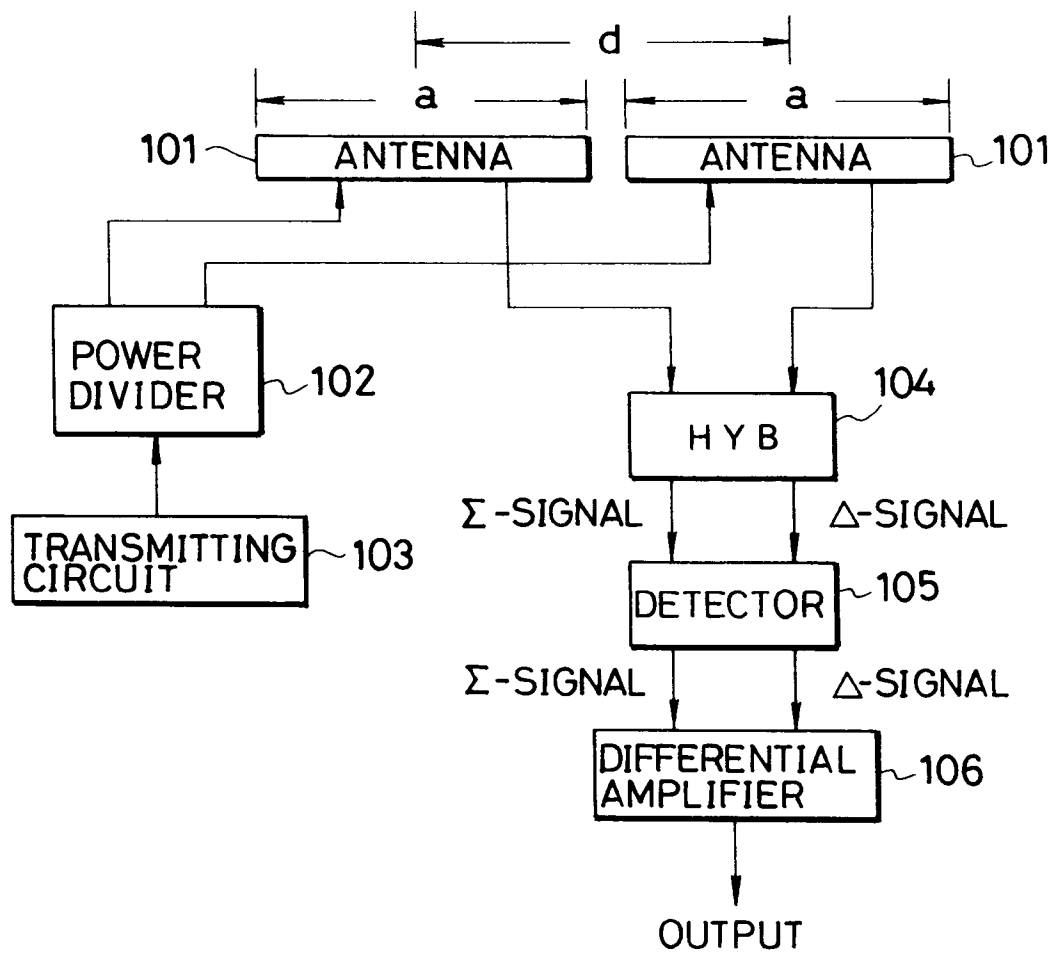 d
a a
101 ANTENNA ANTENNA 101
POWER
DIVIDER 102
104
HYB
Σ-SIGNAL Δ-SIGNAL
TRANSMITTING
CIRCUIT 103
DETECTOR 105
Σ-SIGNAL Δ-SIGNAL
DIFFERENTIAL
AMPLIFIER 106
OUTPUT